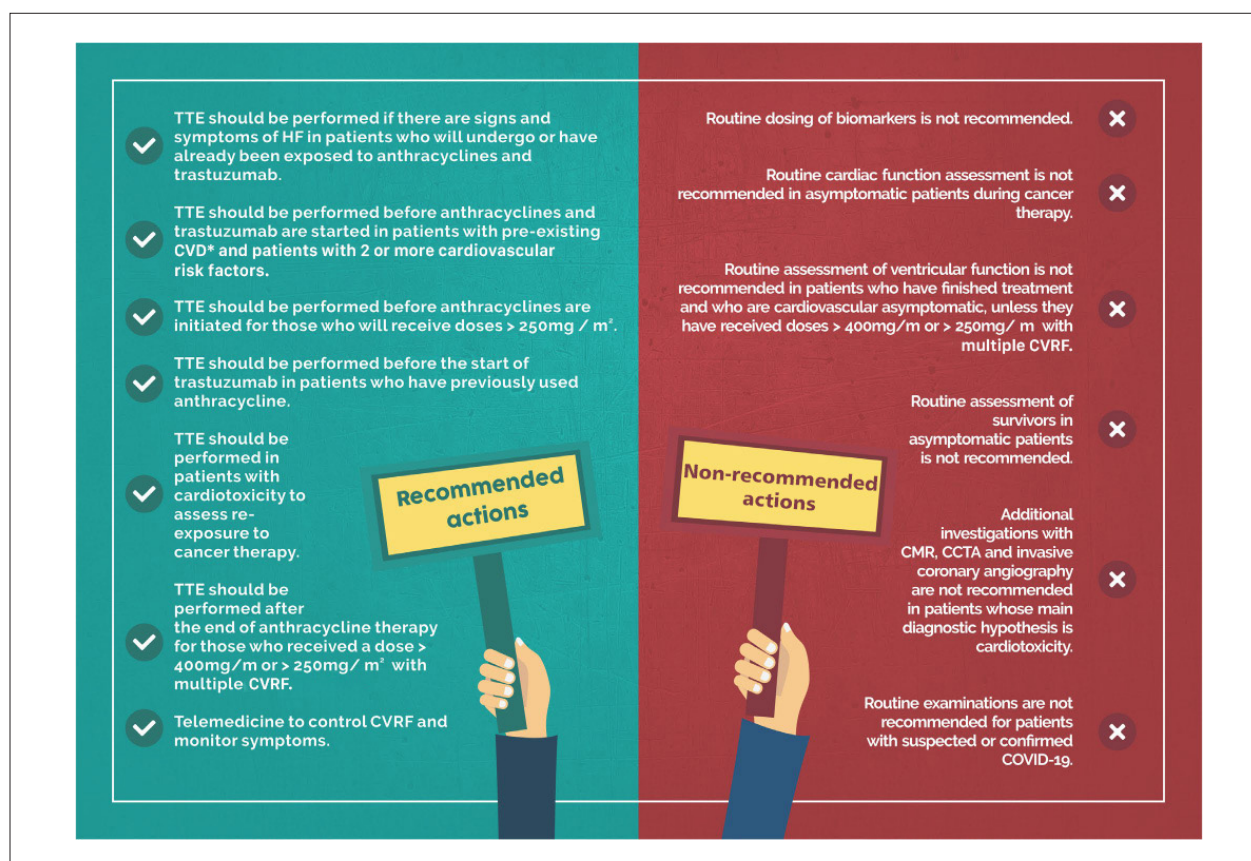 TTE should be performed if there are signs and
symptoms of HF in patients who will undergo or have
already been exposed to anthracyclines and
trastuzumab.
TTE should be performed before anthracyclines and
trastuzumab are started in patients with pre-existing
CVD* and patients with 2 or more cardiovascular
risk factors.
TTE should be performed before anthracyclines are
initiated for those who will receive doses > 250mg / m².
TTE should be performed before the start of
trastuzumab in patients who have previously used
anthracycline.
TTE should be
performed in
patients with
cardiotoxicity to
assess re-
exposure to
cancer therapy.
TTE should be
performed after
the end of anthracycline therapy
for those who received a dose >
400mg/m or > 250mg/ m² with
multiple CVRF.
Telemedicine to control CVRF and
monitor symptoms.
Recommended
actions
Routine dosing of biomarkers is not recommended.
Routine cardiac function assessment is not
recommended in asymptomatic patients during cancer
therapy.
Routine assessment of ventricular function is not
recommended in patients who have finished treatment
and who are cardiovascular asymptomatic, unless they
have received doses > 400mg/m or > 250mg/ m with
multiple CVRF.
Routine assessment of
survivors in
asymptomatic patients
is not recommended.
Additional
investigations with
CMR, CCTA and invasive
coronary angiography
are not recommended
in patients whose main
diagnostic hypothesis is
cardiotoxicity.
Routine examinations are not
recommended for patients
with suspected or confirmed
COVID-19.
Non-recommended
actions